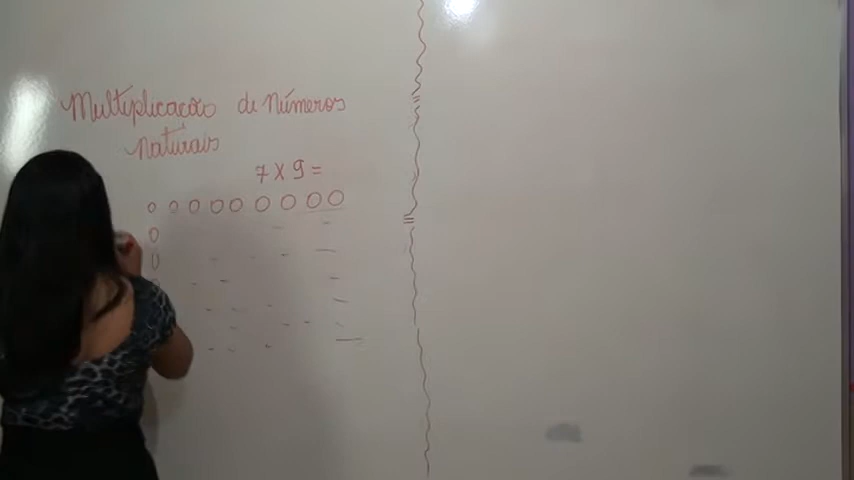 Multiplicação de Números
naturais
7 X 9 =